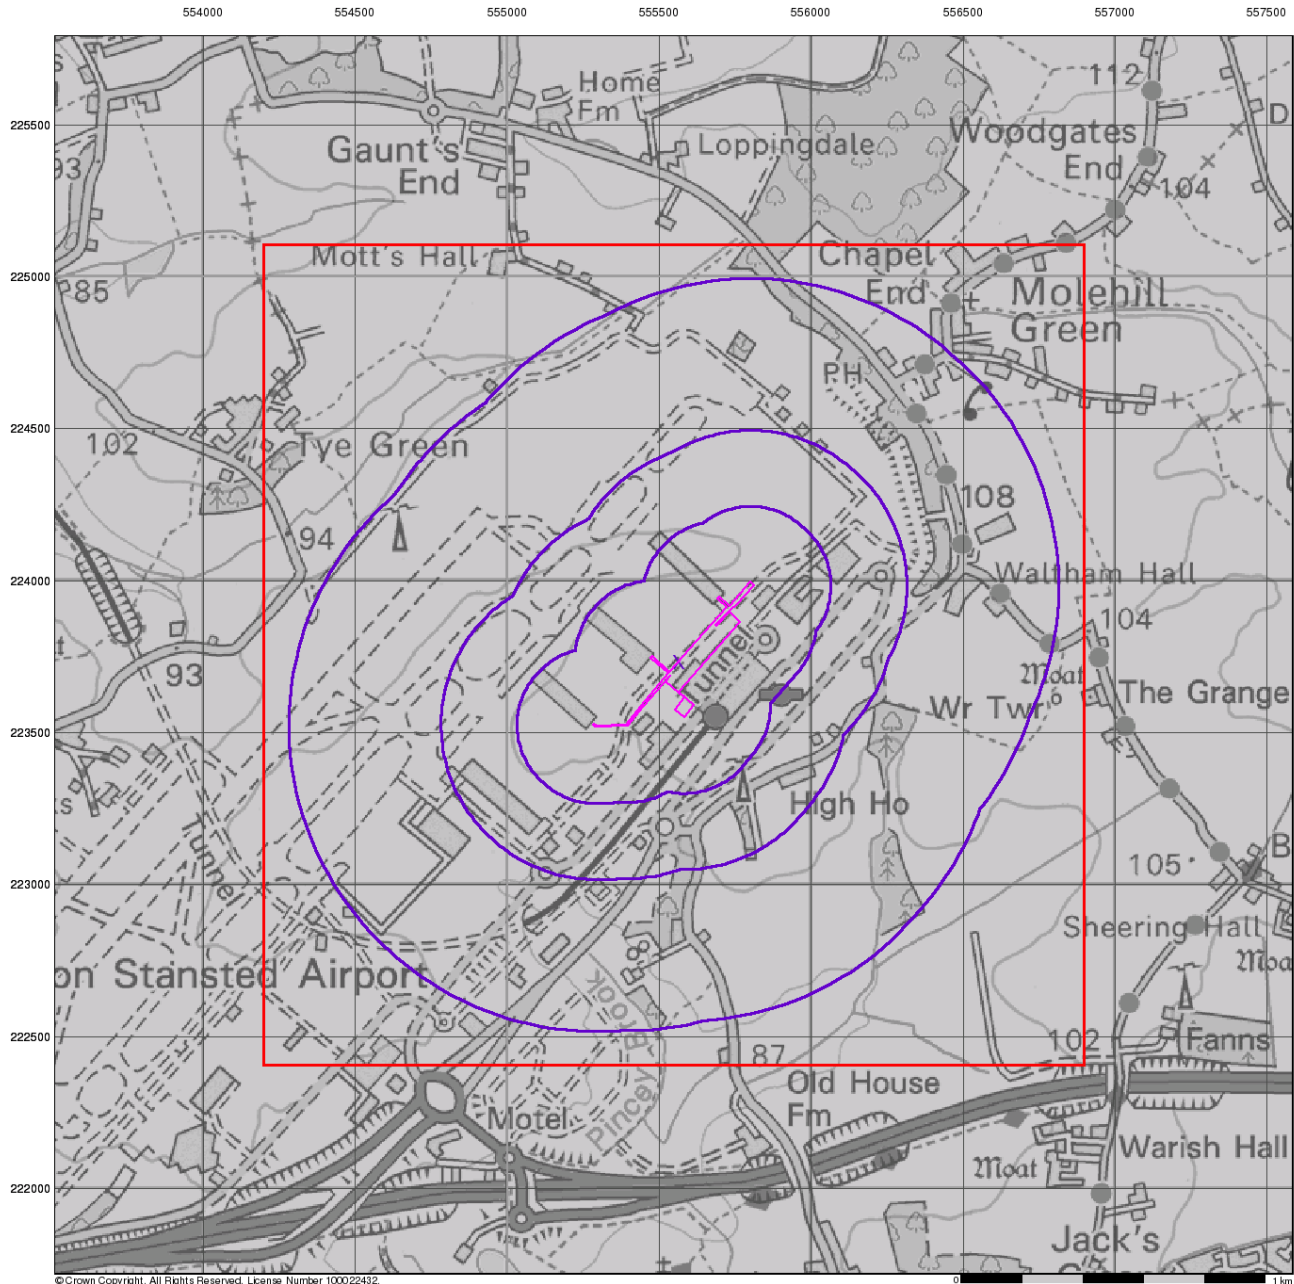 554000 554500 555000 555500 556000 556500 557000 557500
225500
225000
224500
224000
223500
223000
222500
222000
Home
Fm
112
D
Woodgates
End
Gaunt's
End
Loppingdale
93
104
Mott's Hall
Chapel
End
Molehill
Green
85
PH
102
Tye Green
108
94
Waltham Hall
104
Tunnel
93
Moat
The Grange
Wr Twr
6
High Ho
Tunnel
105
B
Sheering Hall
Moa
on Stansted Airport
Pincey Brook
102
Fanns
87
Old House
Fm
Motel
Warish Hall
Moat
Jack's
© Crown Copyright. All Rights Reserved. License Number 100022432.
0 1 km